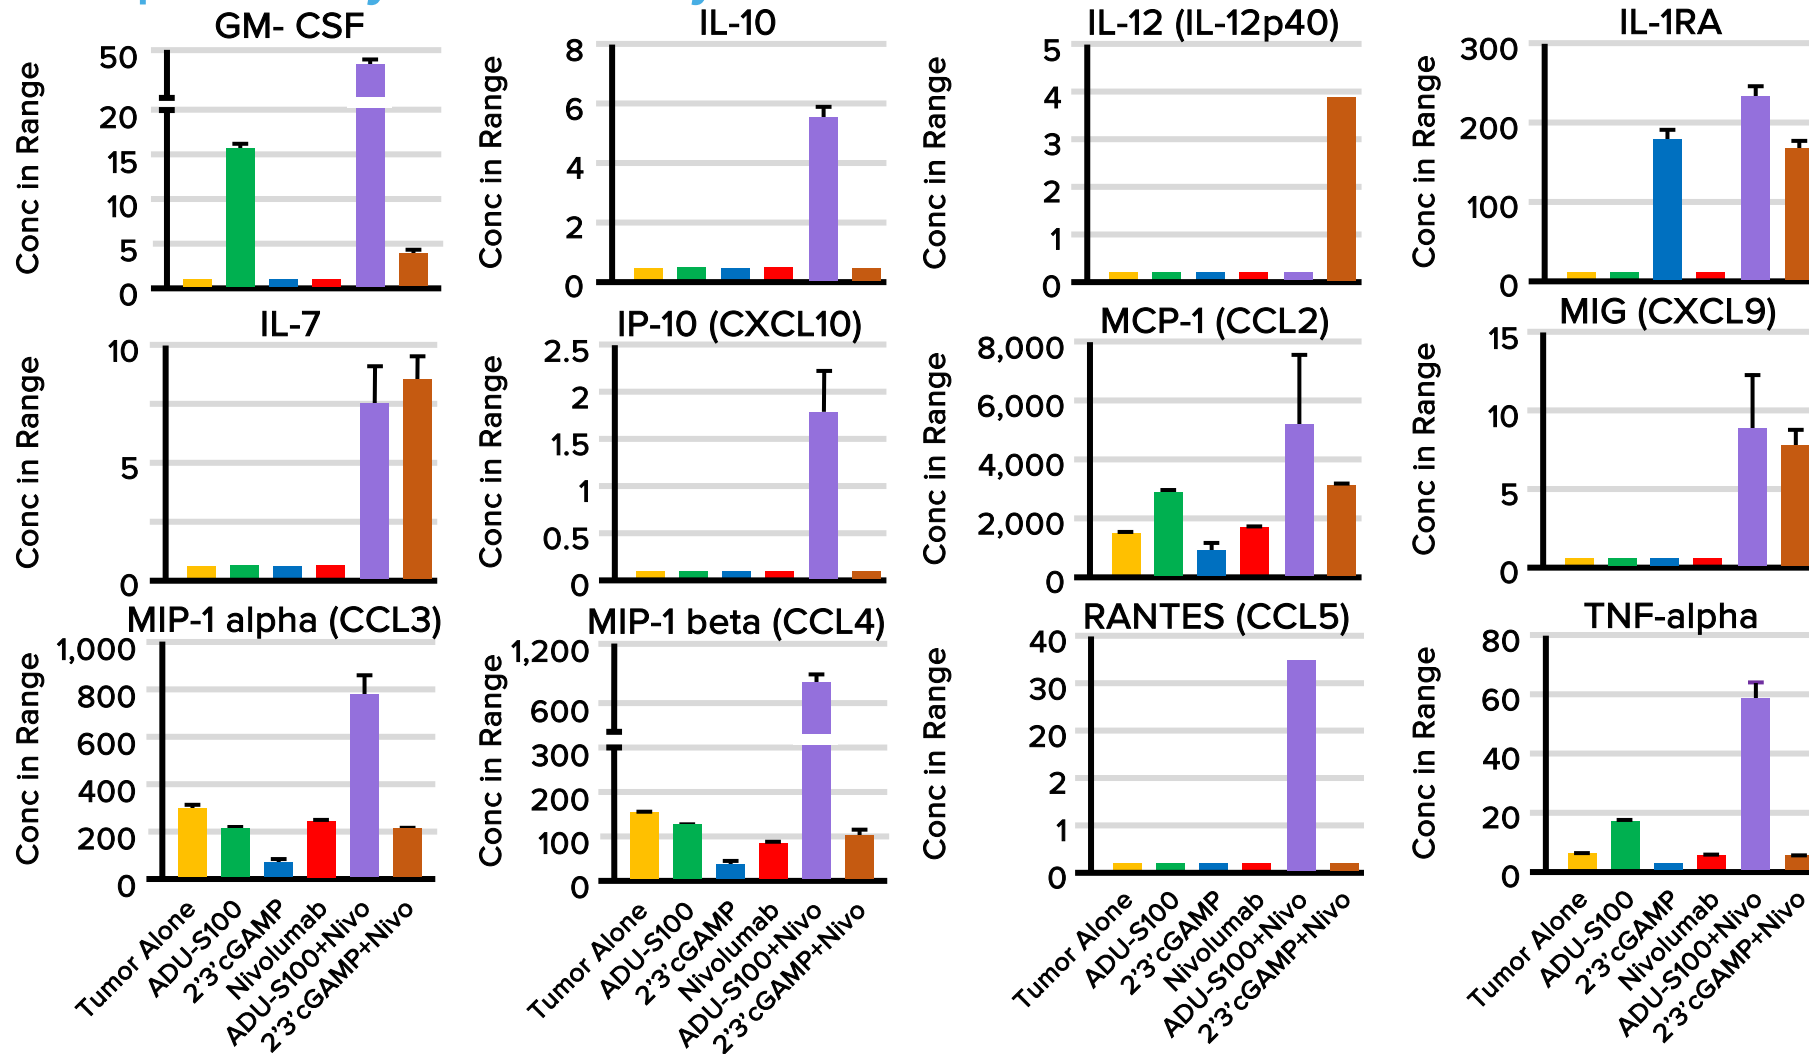 GM- CSF
Conc in Range
50
20
15
10
5
0
IL-10
Conc in Range
8
6
4
2
0
IL-12 (IL-12p40)
Conc in Range
5
4
3
2
1
0
IL-1RA
Conc in Range
300
200
100
0
IL-7
Conc in Range
10
5
0
IP-10 (CXCL10)
Conc in Range
2.5
2
1.5
1
0.5
0
MCP-1 (CCL2)
Conc in Range
8,000
6,000
4,000
2,000
0
MIG (CXCL9)
Conc in Range
15
10
5
0
MIP-1 alpha (CCL3)
Conc in Range
1,000
800
600
400
200
0
Tumor Alone
ADU-S100
2’3’cGAMP
Nivolumab
ADU-S100+Nivo
2’3’cGAMP+Nivo
MIP-1 beta (CCL4)
Conc in Range
1,200
600
300
200
100
0
Tumor Alone
ADU-S100
2’3’cGAMP
Nivolumab
ADU-S100+Nivo
2’3’cGAMP+Nivo
RANTES (CCL5)
Conc in Range
40
30
20
2
1
0
Tumor Alone
ADU-S100
2’3’cGAMP
Nivolumab
ADU-S100+Nivo
2’3’cGAMP+Nivo
TNF-alpha
Conc in Range
80
60
40
20
0
Tumor Alone
ADU-S100
2’3’cGAMP
Nivolumab
ADU-S100+Nivo
2’3’cGAMP+Nivo